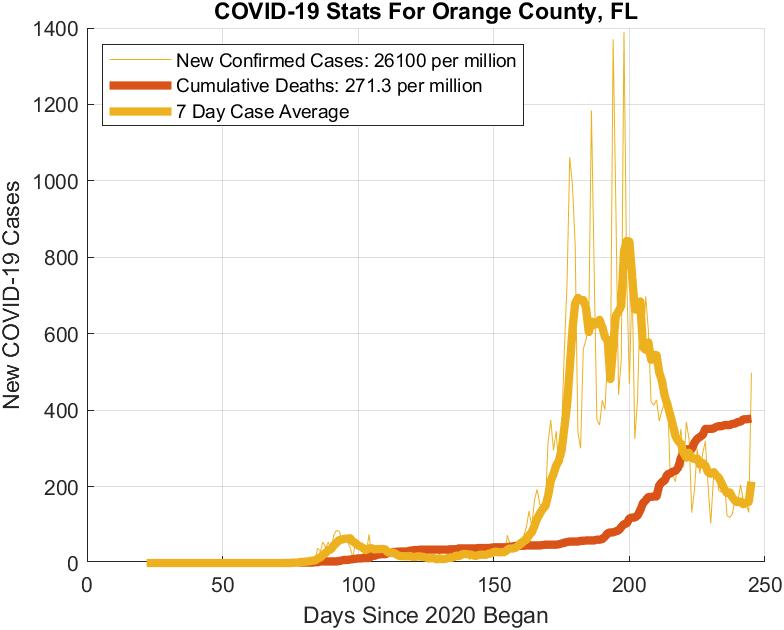 COVID-19 Stats For Orange County, FL
New Confirmed Cases: 26100 per million
Cumulative Deaths: 271.3 per million
7 Day Case Average
New COVID-19 Cases
1400
1200
1000
800
600
400
200
0
0 50 100 150 200 250
Days Since 2020 Began